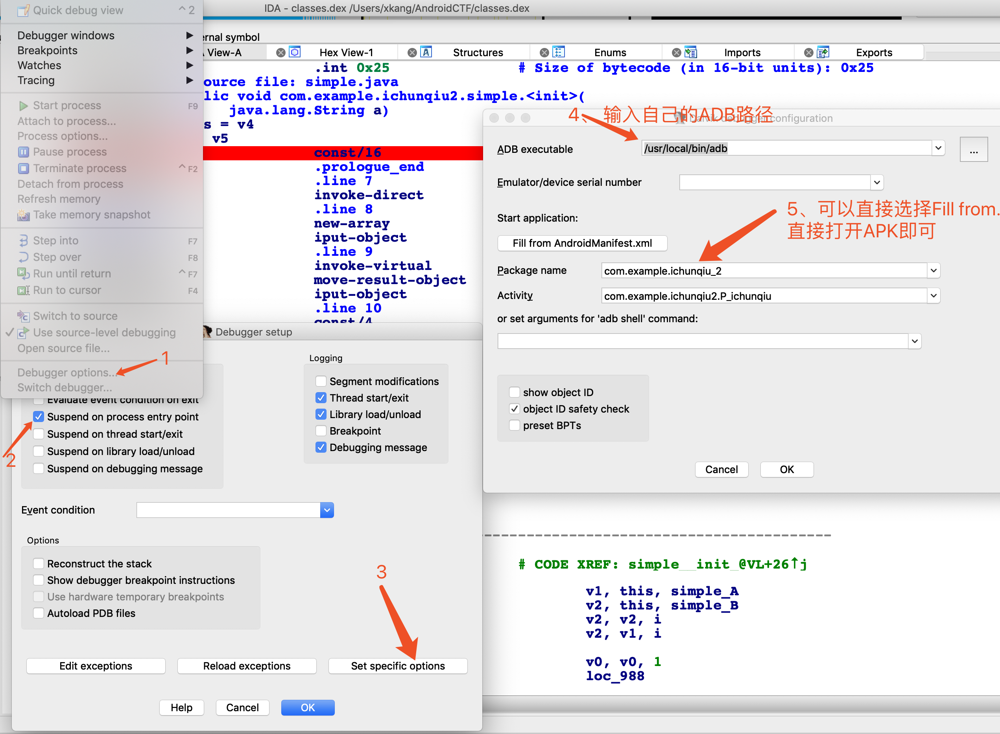 IDA - classes.dex /Users/xkang/AndroidCTF/classes.dex
Quick debug view ^ 2
Debugger windows
Breakpoints
Watches
Tracing
Start process F9
Attach to process...
Process options...
Pause process
Terminate process ^ F2
Detach from process
Refresh memory
Take memory snapshot
Step into F7
Step over F8
Run until return ^ F7
Run to cursor F4
Switch to source
Use source-level debugging
Open source file...
Debugger options...
Switch debugger...
1
ernal symbol
View-A
Hex View-1
Structures
Enums
Imports
Exports
.int 0x25 # Size of bytecode (in 16-bit units): 0x25
ource file: simple.java
lic void com.example.ichunqiu2.simple.<init>(
java.lang.String a)
s = v4
v5
const/16
.prologue_end
.line 7
invoke-direct
.line 8
new-array
iput-object
.line 9
invoke-virtual
move-result-object
iput-object
.line 10
const/4
4、输入自己的ADB路径
Dalvik debugger configuration
ADB executable /usr/local/bin/adb ...
Emulator/device serial number
5、可以直接选择Fill from.
直接打开APK即可
Start application:
Fill from AndroidManifest.xml
Package name com.example.ichunqiu_2
Activity com.example.ichunqiu2.P_ichunqiu
or set arguments for 'adb shell' command:
show object ID
object ID safety check
preset BPTs
Cancel OK
Debugger setup
Evaluate event condition on exit
Suspend on process entry point
Suspend on thread start/exit
Suspend on library load/unload
Suspend on debugging message
2
Logging
Segment modifications
Thread start/exit
Library load/unload
Breakpoint
Debugging message
Event condition
Options
Reconstruct the stack
Show debugger breakpoint instructions
Use hardware temporary breakpoints
Autoload PDB files
3
Edit exceptions Reload exceptions Set specific options
Help Cancel OK
# CODE XREF: simple__init_@VL+26↑j
v1, this, simple_A
v2, this, simple_B
v2, v2, i
v2, v1, i
v0, v0, 1
loc_988